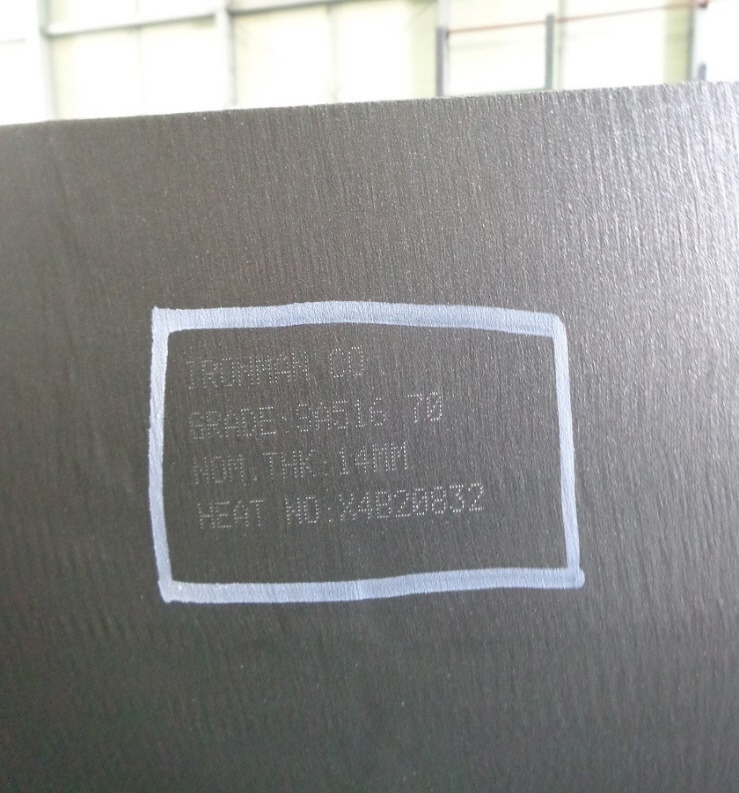 IRONMAN.CO
GRADE:SA516 70
NOM.THK:14MM
HEAT NO:X4B20832